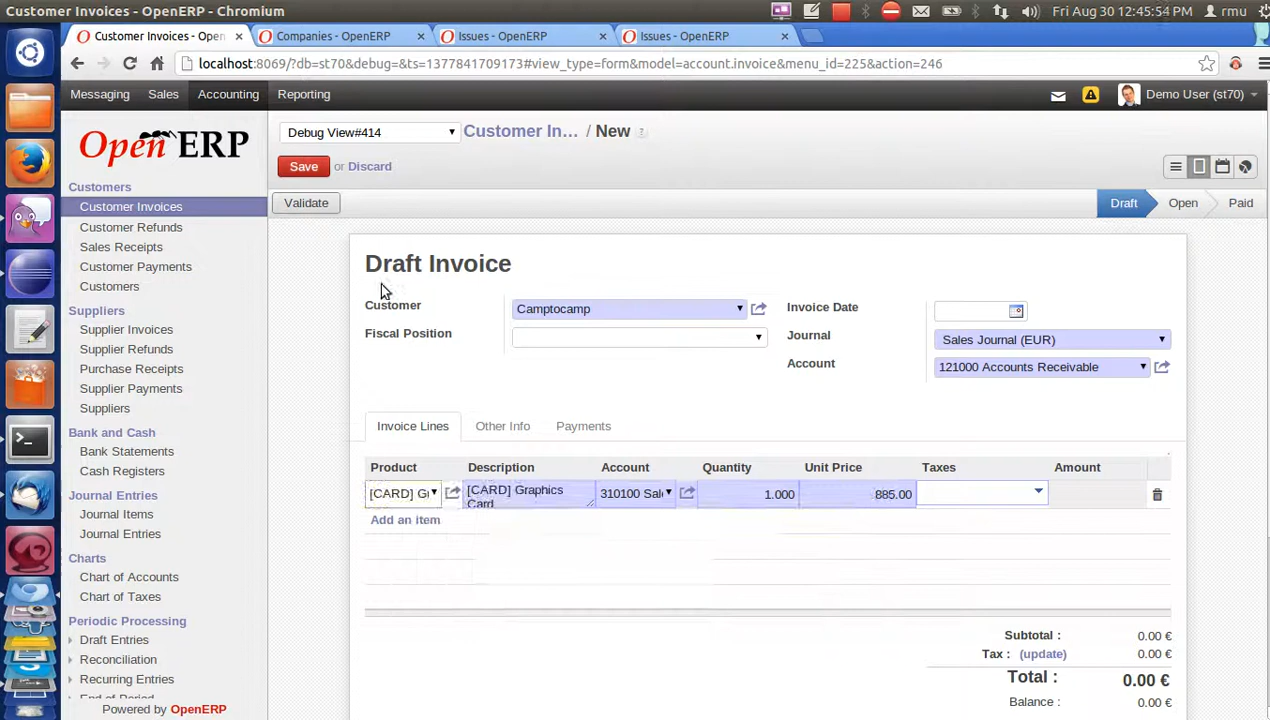 Customer Invoices - OpenERP - Chromium
Fri Aug 30 12:45:54 PM rmu
Customer Invoices - Open × Companies - OpenERP × Issues - OpenERP × Issues - OpenERP ×
localhost:8069/?db=st70&debug=&ts=1377841709173#view_type=form&model=account.invoice&menu_id=225&action=246
Messaging Sales Accounting Reporting Demo User (st70)
OpenERP
Debug View#414 Customer In... / New ?
Save or Discard
Validate Draft Open Paid
Customers
Customer Invoices
Customer Refunds
Sales Receipts
Customer Payments
Customers
Suppliers
Supplier Invoices
Supplier Refunds
Purchase Receipts
Supplier Payments
Suppliers
Bank and Cash
Bank Statements
Cash Registers
Journal Entries
Journal Items
Journal Entries
Charts
Chart of Accounts
Chart of Taxes
Periodic Processing
Draft Entries
Reconciliation
Recurring Entries
End of Period
Powered by OpenERP
Draft Invoice
Customer Camptocamp
Fiscal Position
Invoice Date
Journal Sales Journal (EUR)
Account 121000 Accounts Receivable
Invoice Lines Other Info Payments
Product Description Account Quantity Unit Price Taxes Amount
[CARD] Gr [CARD] Graphics Card 310100 Sal 1.000 885.00
Add an item
Subtotal : 0.00 €
Tax : (update) 0.00 €
Total : 0.00 €
Balance : 0.00 €